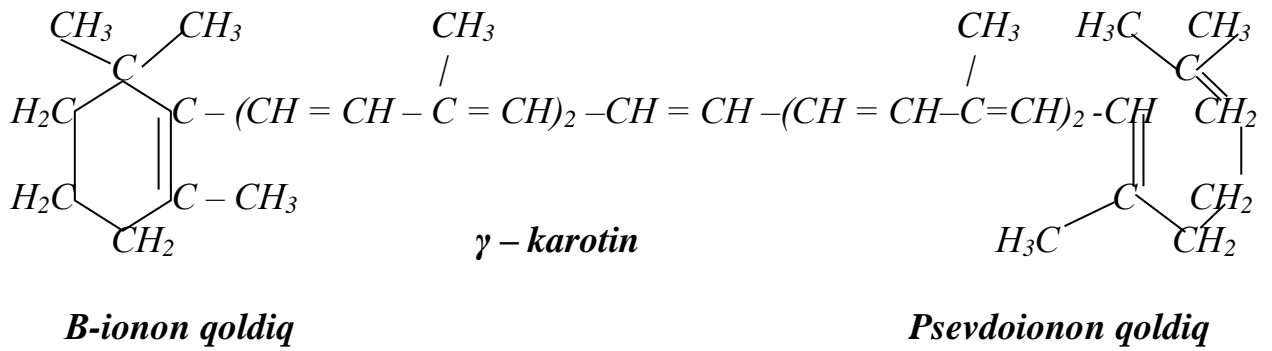 CH3 CH3 CH3 CH3 H3C CH3
C C
H2C C – (CH = CH – C = CH)2 –CH = CH –(CH = CH–C=CH)2 -CH CH2
H2C C – CH3 C CH2
CH2 γ – karotin H3C CH2
B-ionon qoldiq Psevdoionon qoldiq